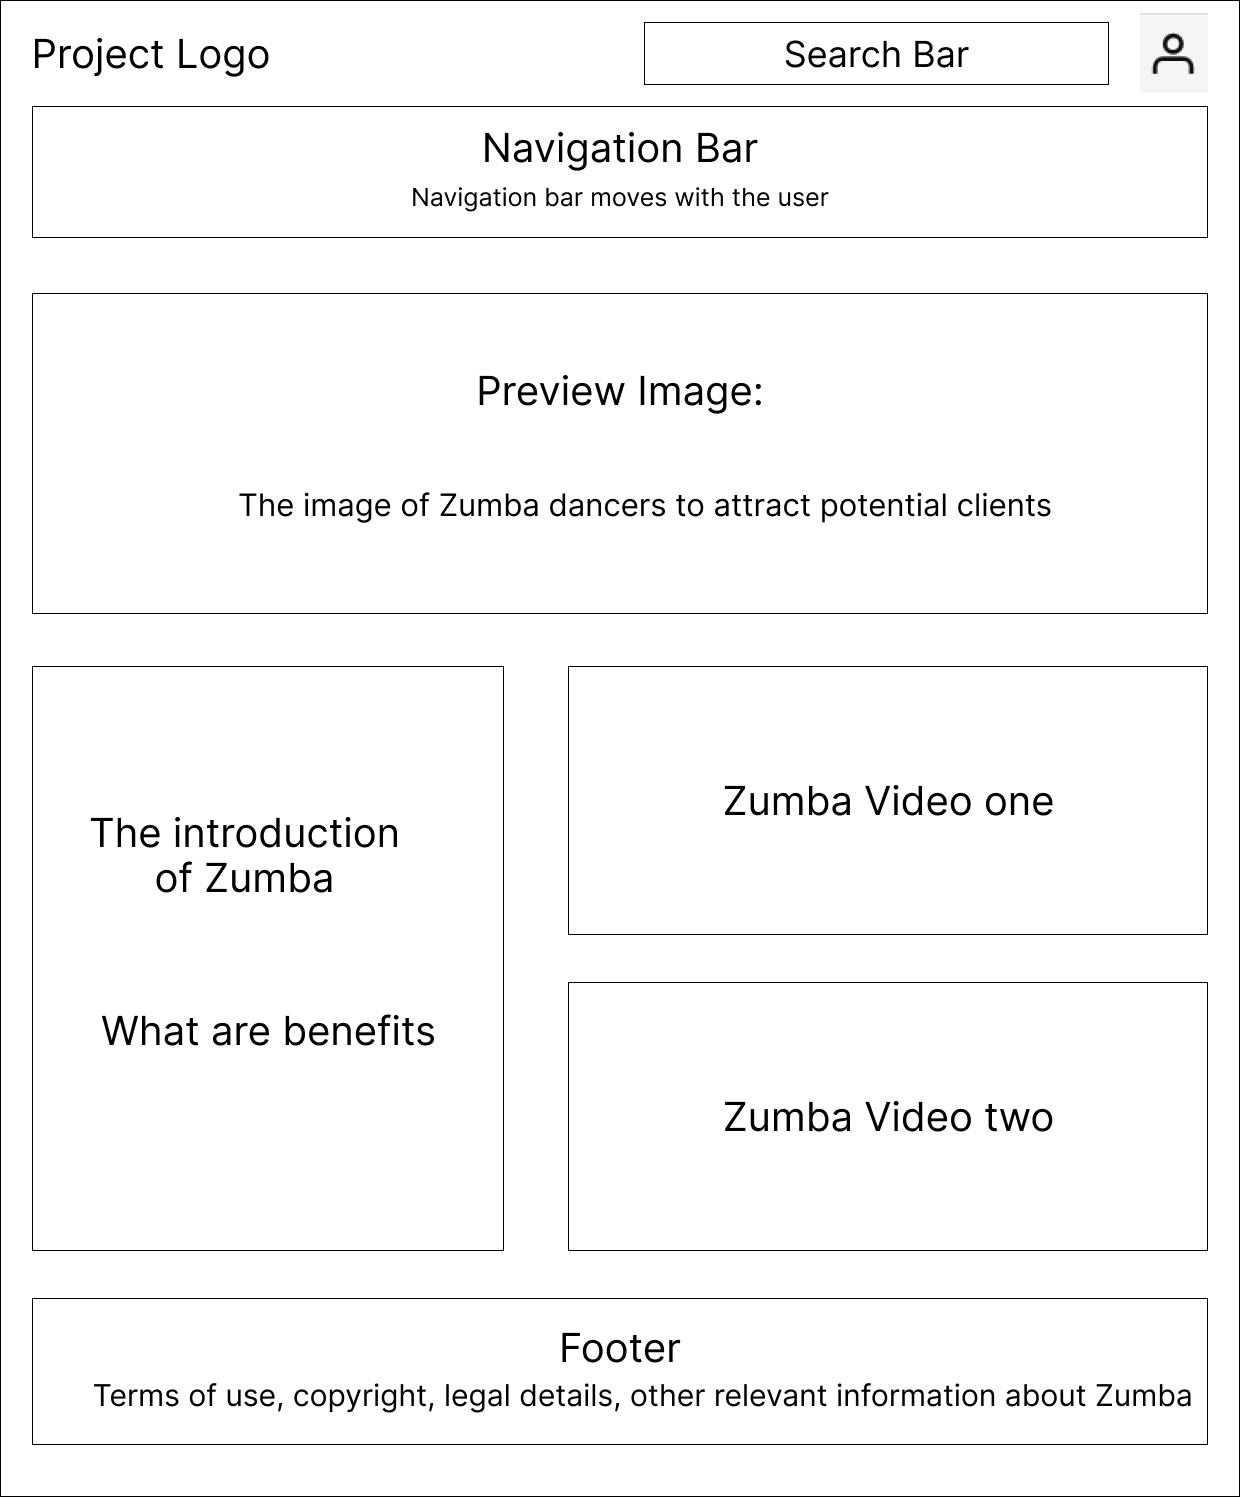 Project Logo
Search Bar
Navigation Bar
Navigation bar moves with the user
Preview Image:
The image of Zumba dancers to attract potential clients
The introduction
of Zumba
What are benefits
Zumba Video one
Zumba Video two
Footer
Terms of use, copyright, legal details, other relevant information about Zumba